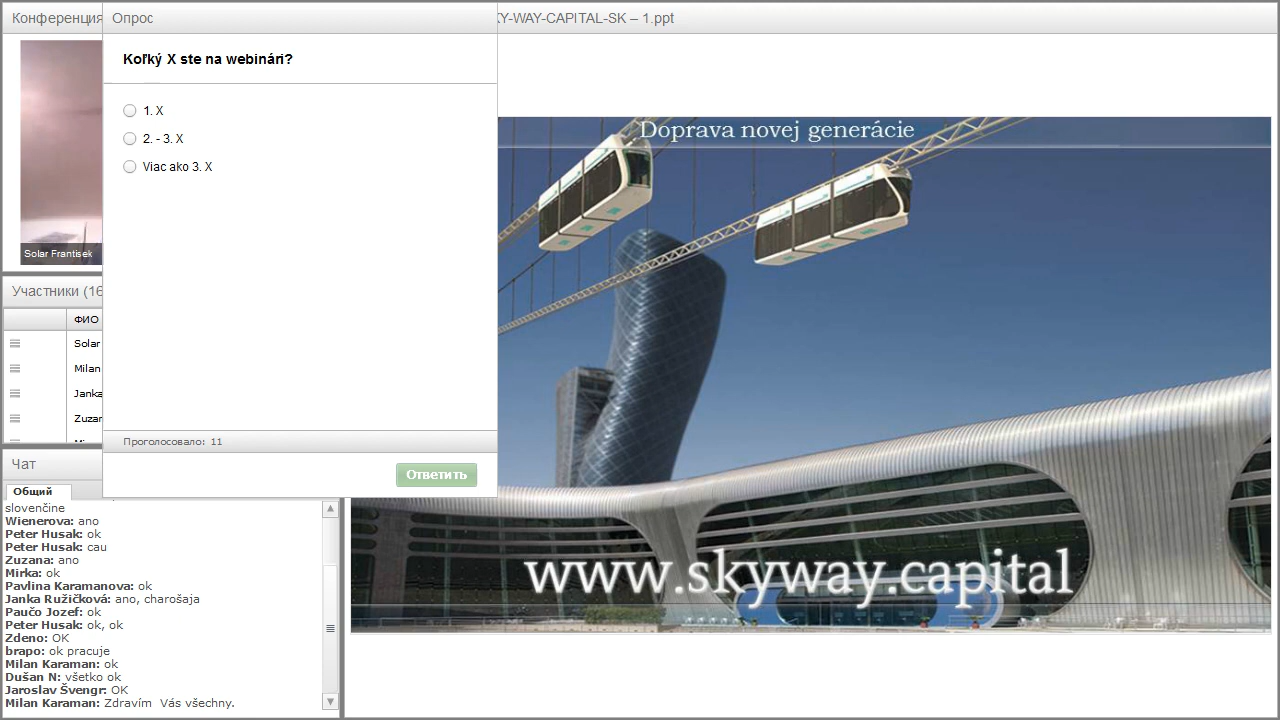 Конференция
Опрос
KY-WAY-CAPITAL-SK – 1.ppt
Koľký X ste na webinári?
1. X
2. - 3. X
Viac ako 3. X
Solar Frantisek
Doprava novej generácie
Участники (16
ФИО
Solar
Milan
Janka
Zuzan
Проголосовало: 11
Ответить
Чат
Общий
slovenčine
Wienerova: ano
Peter Husak: ok
Peter Husak: cau
Zuzana: ano
Mirka: ok
Pavlina Karamanova: ok
Janka Ružičková: ano, charošaja
Paučo Jozef: ok
Peter Husak: ok, ok
Zdeno: OK
brapo: ok pracuje
Milan Karaman: ok
Dušan N: všetko ok
Jaroslav Švengr: OK
Milan Karaman: Zdravím Vás všechny.
www.skyway.capital